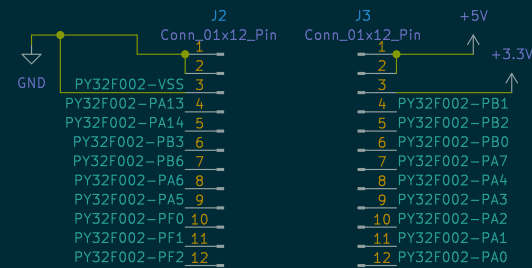 J2
Conn_01x12_Pin
GND
1
2
PY32F002-VSS 3
PY32F002-PA13 4
PY32F002-PA14 5
PY32F002-PB3 6
PY32F002-PB6 7
PY32F002-PA6 8
PY32F002-PA5 9
PY32F002-PF0 10
PY32F002-PF1 11
PY32F002-PF2 12
J3
Conn_01x12_Pin
+5V
+3.3V
1
2
3
4 PY32F002-PB1
5 PY32F002-PB2
6 PY32F002-PB0
7 PY32F002-PA7
8 PY32F002-PA4
9 PY32F002-PA3
10 PY32F002-PA2
11 PY32F002-PA1
12 PY32F002-PA0